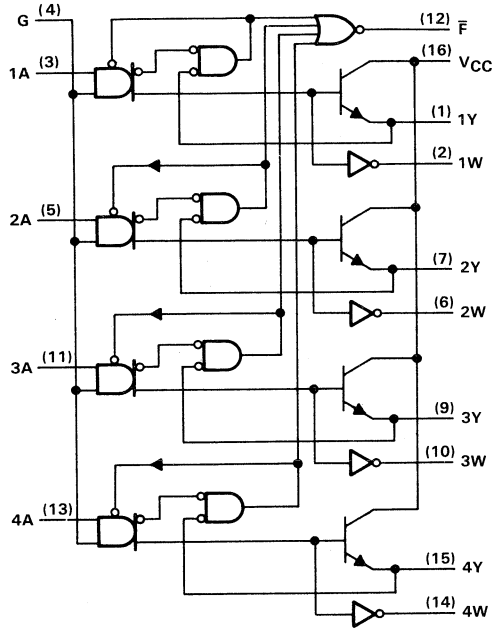 G (4)
(12) F̅
(16) VCC
1A (3)
(1) 1Y
(2) 1W
2A (5)
(7) 2Y
(6) 2W
3A (11)
(9) 3Y
(10) 3W
4A (13)
(15) 4Y
(14) 4W